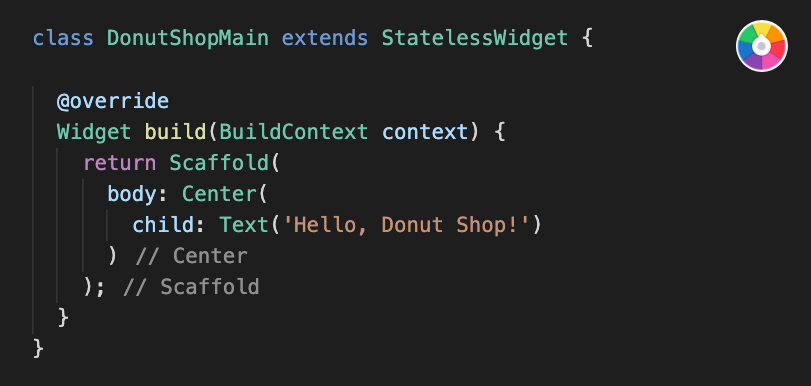 class DonutShopMain extends StatelessWidget {
@override
Widget build(BuildContext context) {
return Scaffold(
body: Center(
child: Text('Hello, Donut Shop!')
) // Center
); // Scaffold
}
}